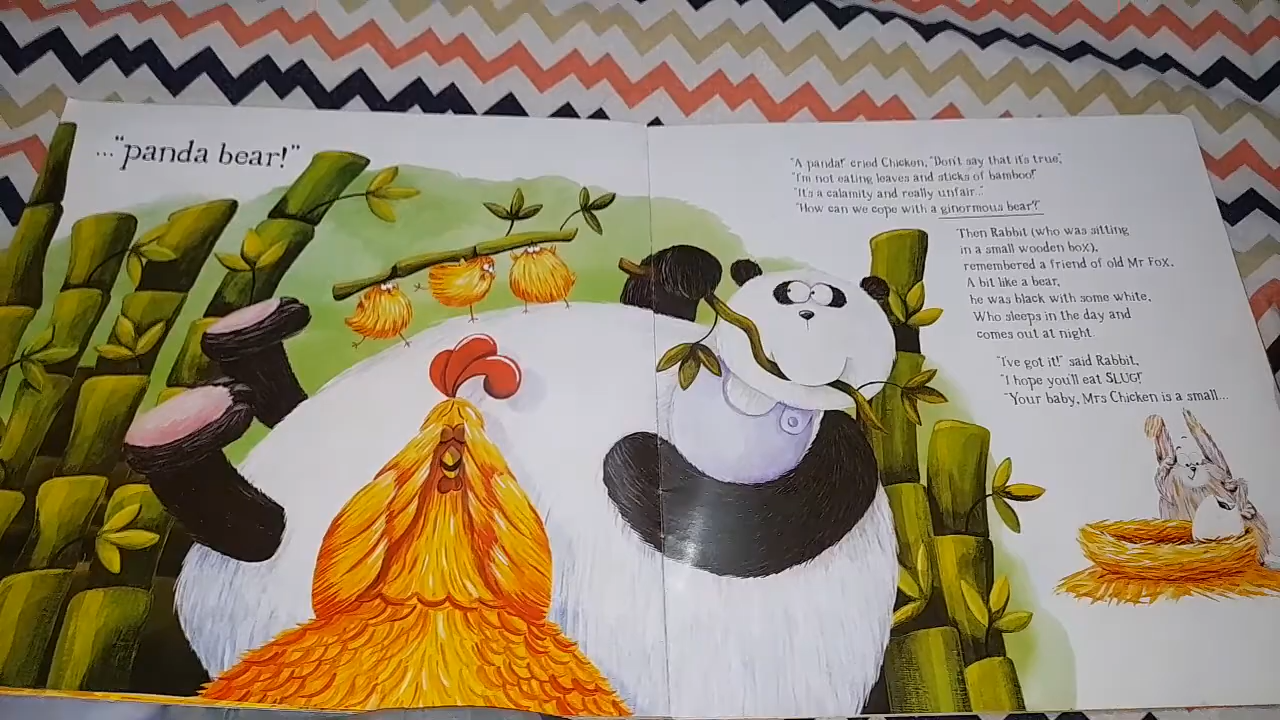 ..."panda bear!"
"A panda!" cried Chicken, "Don't say that it's true,
"I'm not eating leaves and sticks of bamboo!
"It's a calamity and really unfair..."
"How can we cope with a ginormous bear?"
Then Rabbit (who was sitting
in a small wooden box),
remembered a friend of old Mr Fox.
A bit like a bear,
he was black with some white,
Who sleeps in the day and
comes out at night.
"I've got it!" said Rabbit,
"I hope you'll eat SLUG!"
"Your baby, Mrs Chicken is a small...